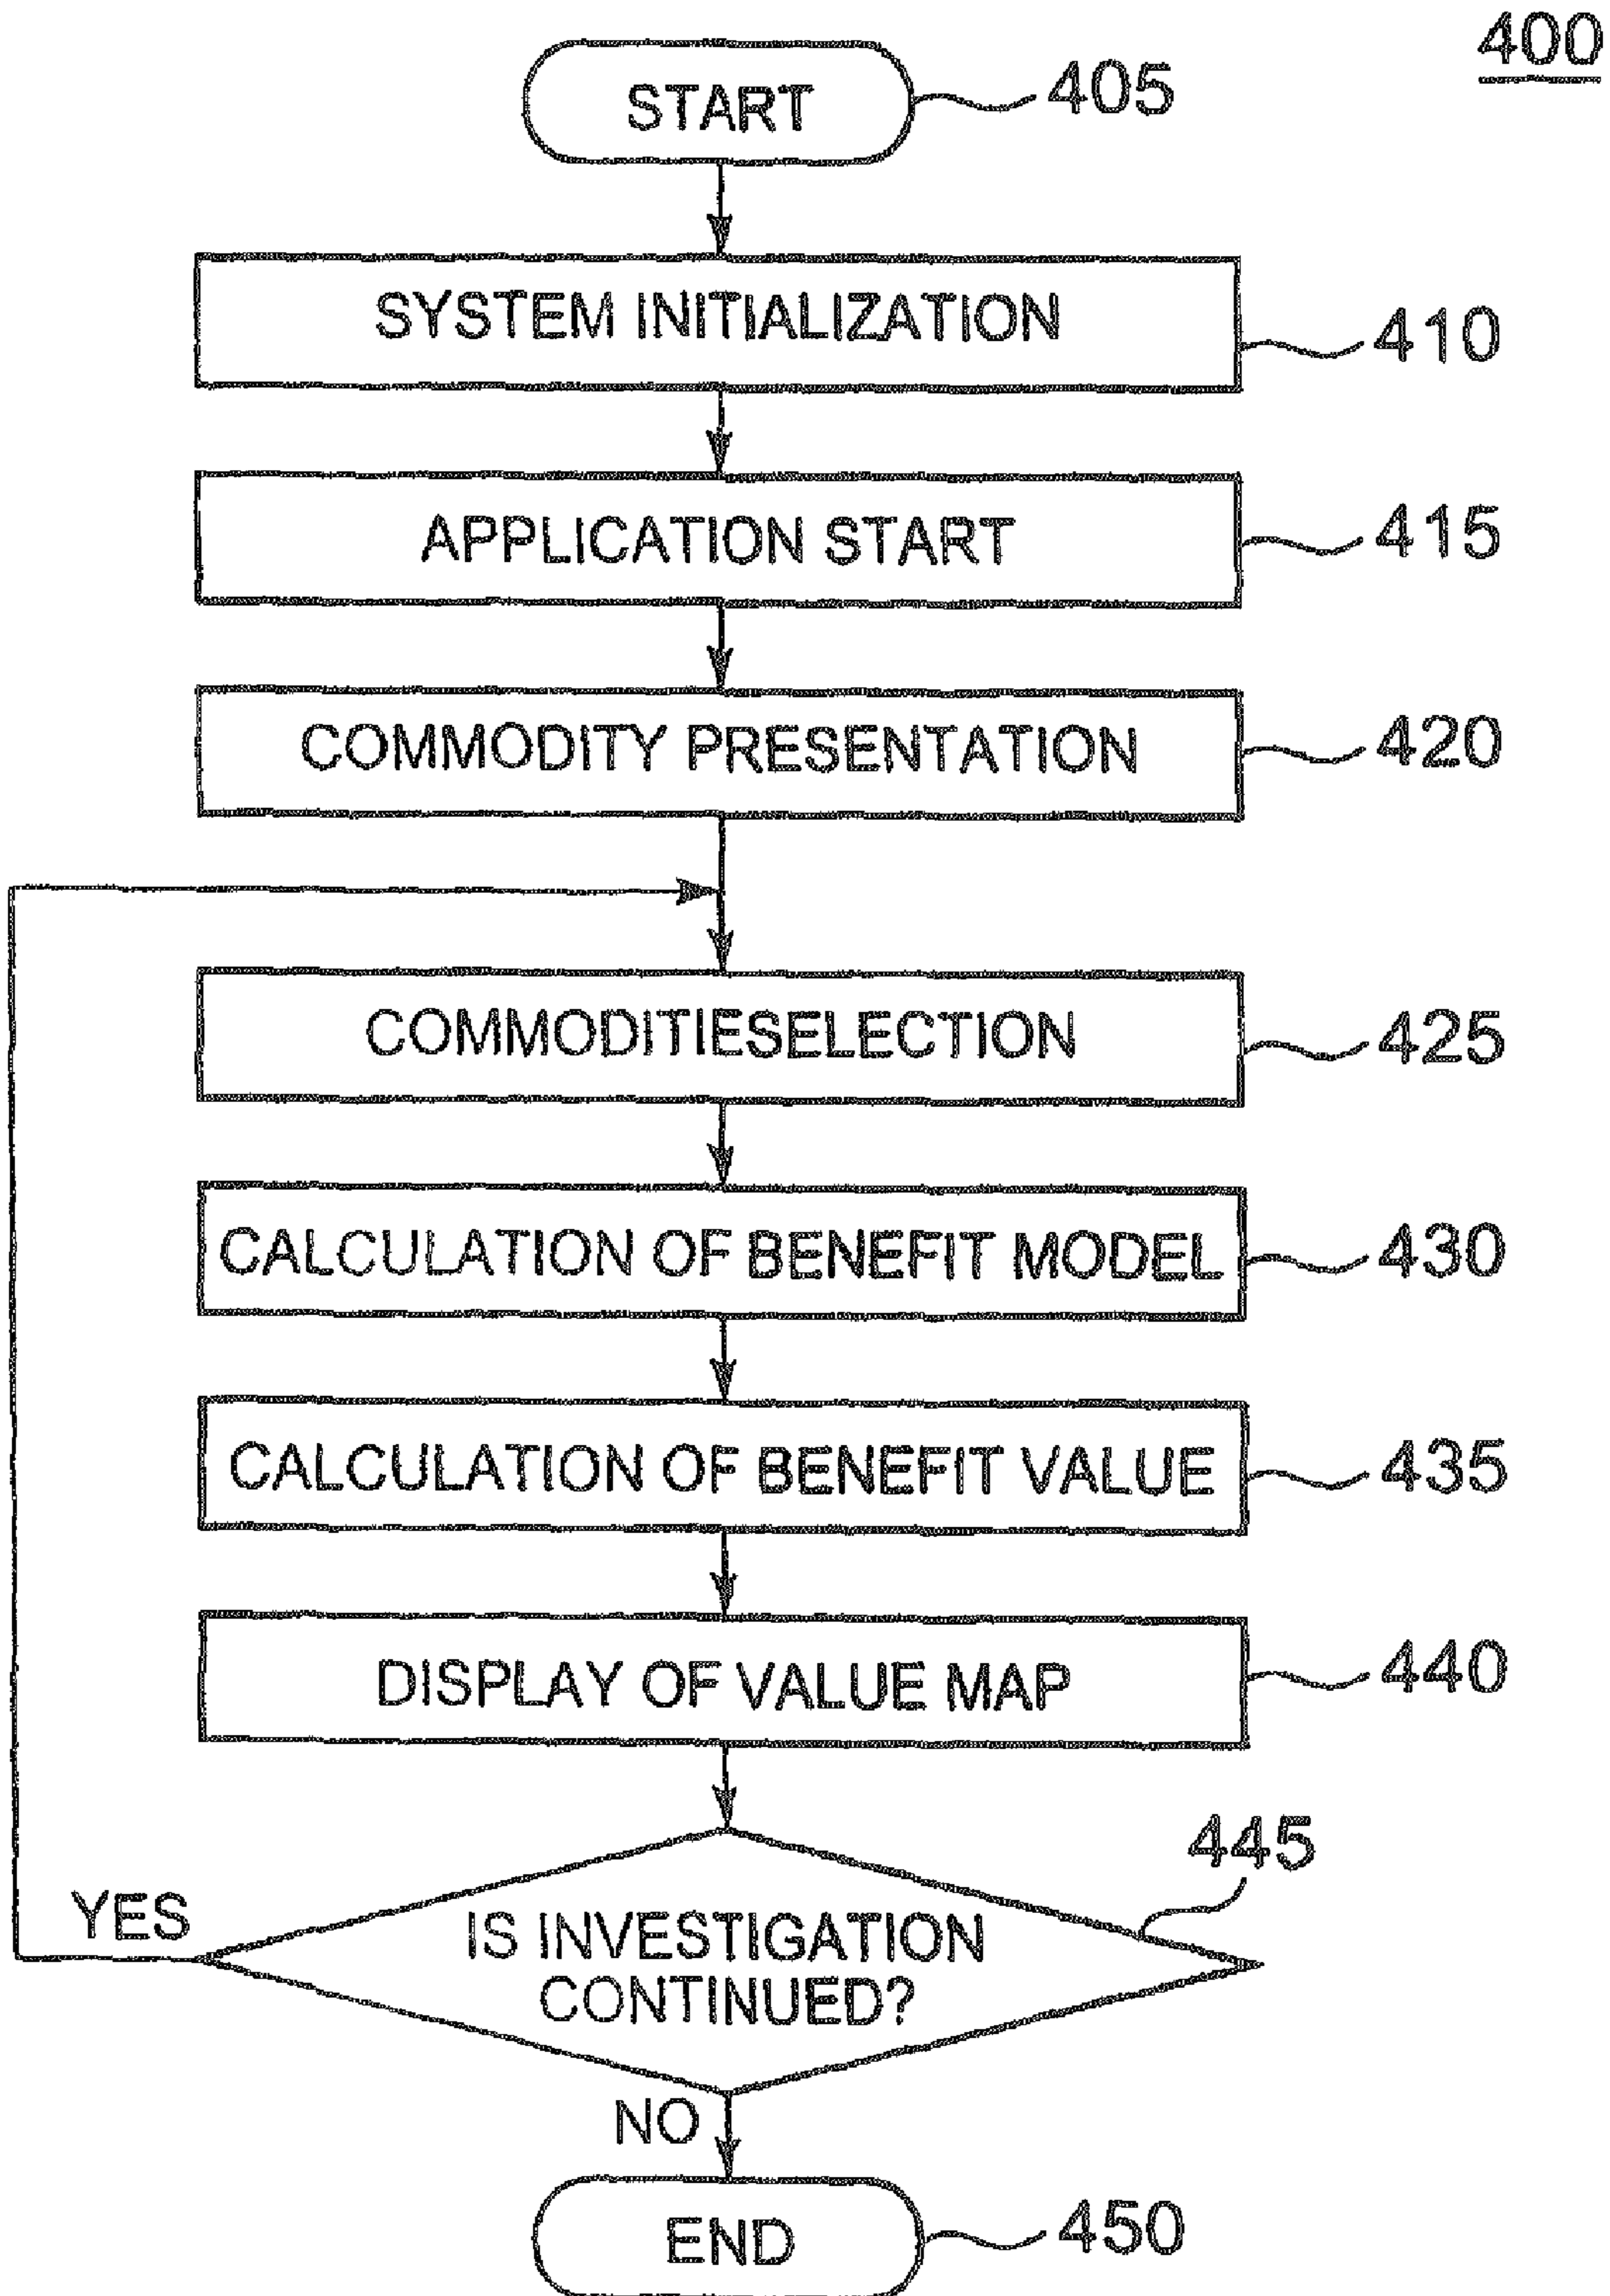 400
START
405
SYSTEM INITIALIZATION
410
APPLICATION START
415
COMMODITY PRESENTATION
420
COMMODITIESELECTION
425
CALCULATION OF BENEFIT MODEL
430
CALCULATION OF BENEFIT VALUE
435
DISPLAY OF VALUE MAP
440
445
YES
IS INVESTIGATION
CONTINUED?
NO
END
450